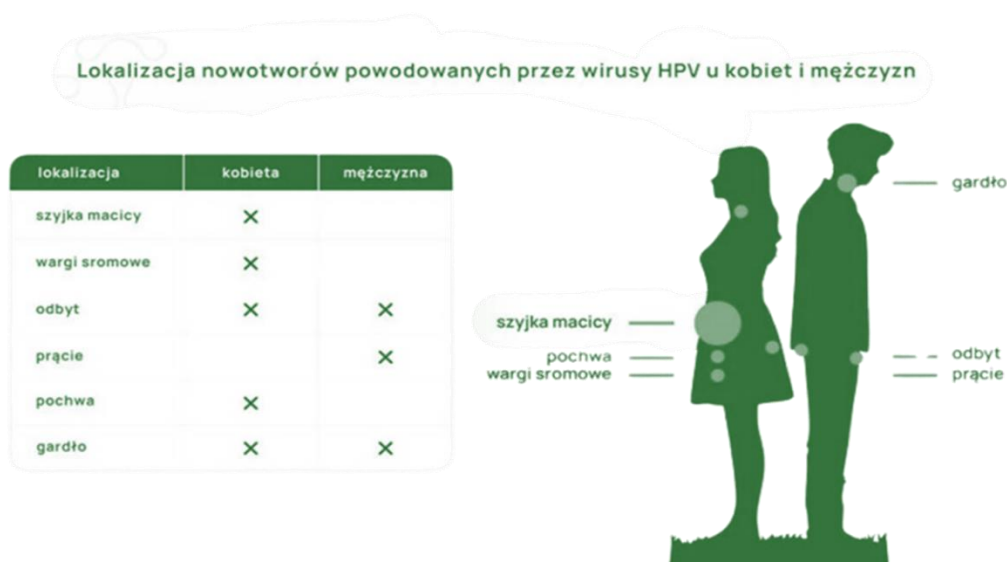 Lokalizacja nowotworów powodowanych przez wirusy HPV u kobiet i mężczyzn
lokalizacja kobieta mężczyzna
szyjka macicy ✕
wargi sromowe ✕
odbyt ✕ ✕
prącie ✕
pochwa ✕
gardło ✕ ✕
gardło
szyjka macicy
pochwa
wargi sromowe
odbyt
prącie